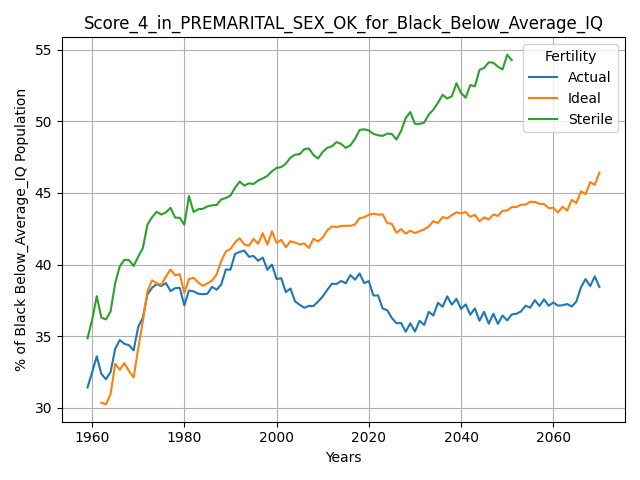 Score_4_in_PREMARITAL_SEX_OK_for_Black_Below_Average_IQ
% of Black Below_Average_IQ Population
55
50
45
40
35
30
Fertility
Actual
Ideal
Sterile
1960 1980 2000 2020 2040 2060
Years